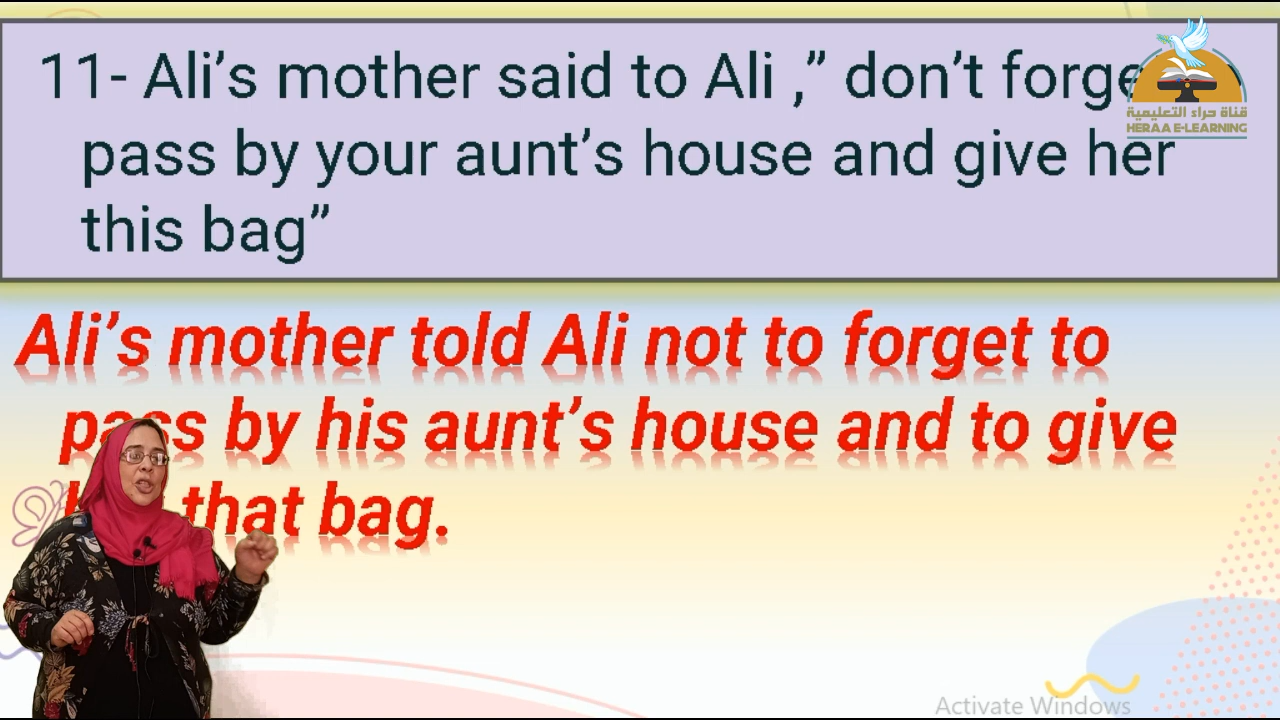 11- Ali’s mother said to Ali ,” don’t
قناة حراء التعليمية
HERAA E-LEARNING
pass by your aunt’s house and give her
this bag”
Ali’s mother told Ali not to forget to
by his aunt’s house and to give
that bag.
Activate Windows